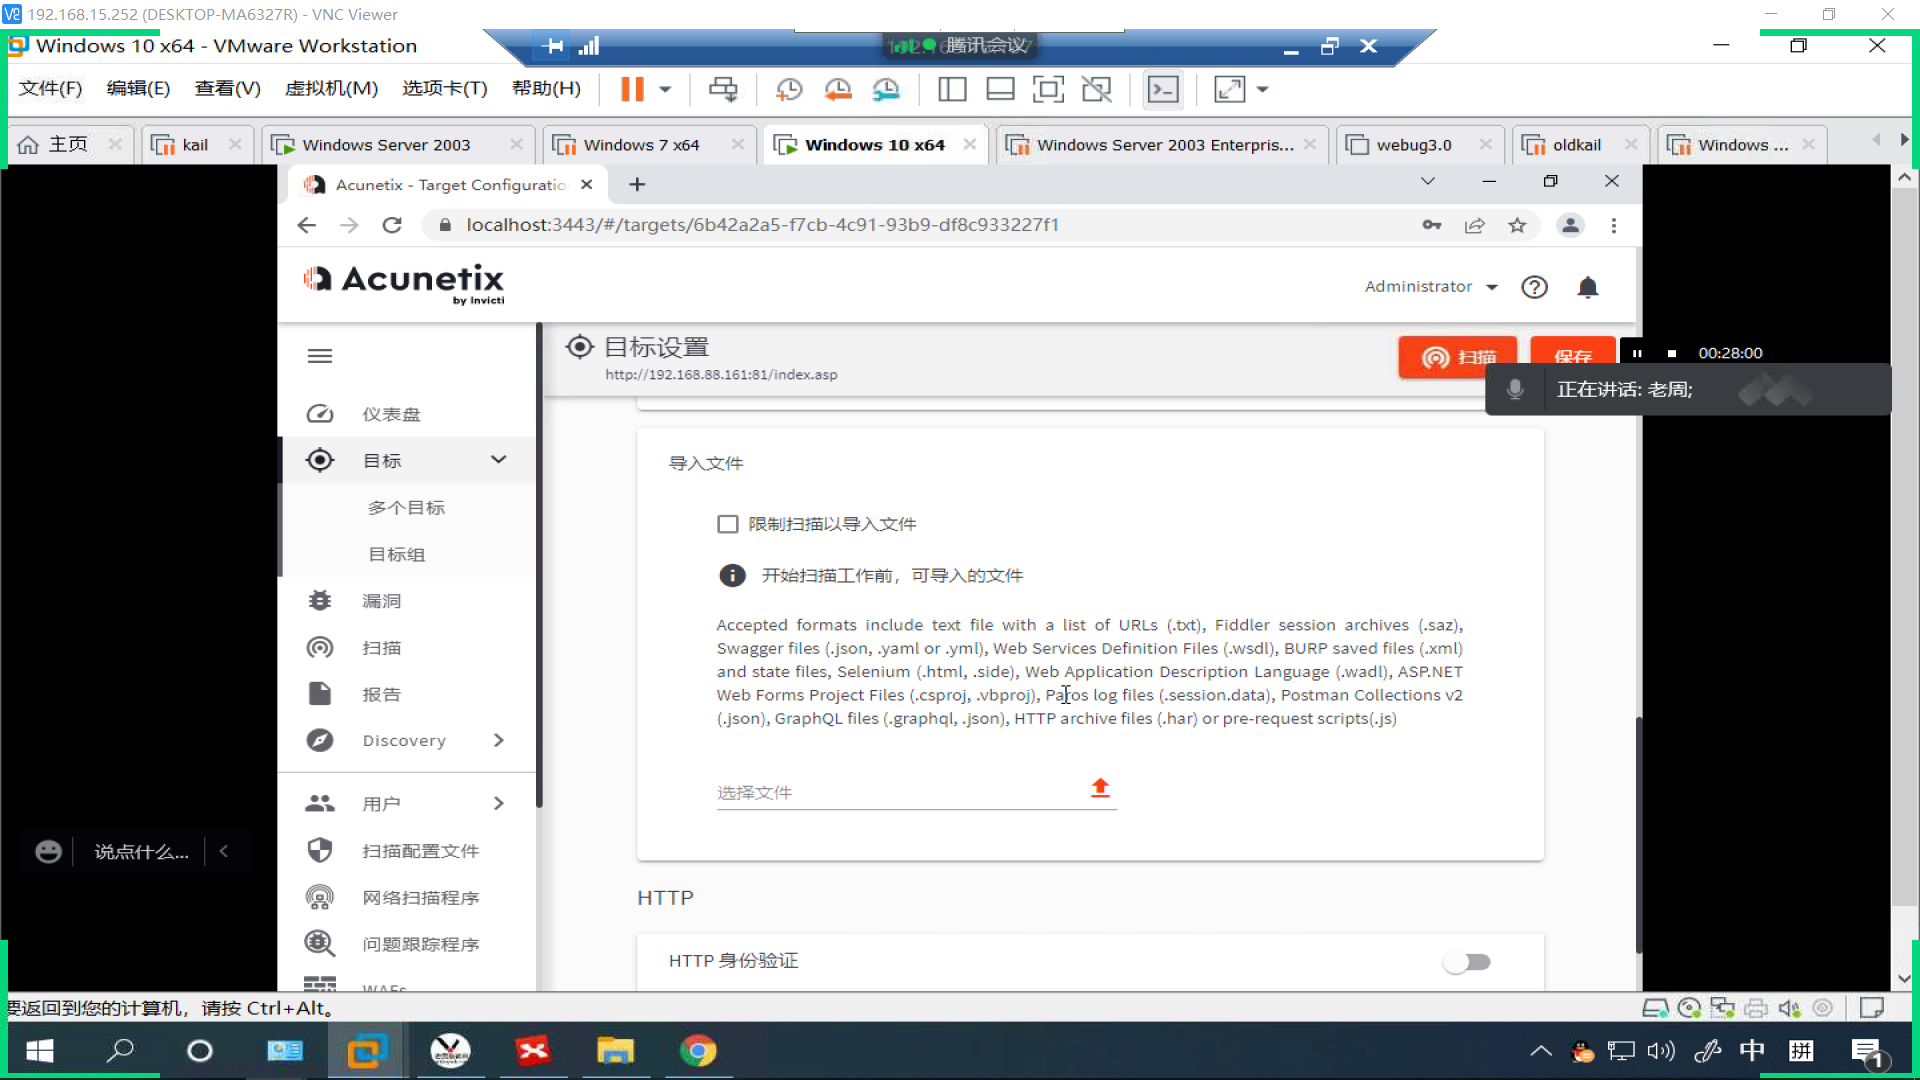 192.168.15.252 (DESKTOP-MA6327R) - VNC Viewer
Windows 10 x64 - VMware Workstation
腾讯会议
文件(F) 编辑(E) 查看(V) 虚拟机(M) 选项卡(T) 帮助(H)
主页 kail Windows Server 2003 Windows 7 x64 Windows 10 x64 Windows Server 2003 Enterpris... webug3.0 oldkail Windows ...
Acunetix - Target Configuratio
localhost:3443/#/targets/6b42a2a5-f7cb-4c91-93b9-df8c933227f1
Acunetix
by Invicti
Administrator
目标设置
http://192.168.88.161:81/index.asp
扫描
保存
00:28:00
正在讲话: 老周;
仪表盘
目标
多个目标
目标组
漏洞
扫描
报告
Discovery
用户
扫描配置文件
网络扫描程序
问题跟踪程序
WAFs
导入文件
限制扫描以导入文件
开始扫描工作前，可导入的文件
Accepted formats include text file with a list of URLs (.txt), Fiddler session archives (.saz),
Swagger files (.json, .yaml or .yml), Web Services Definition Files (.wsdl), BURP saved files (.xml)
and state files, Selenium (.html, .side), Web Application Description Language (.wadl), ASP.NET
Web Forms Project Files (.csproj, .vbproj), Paros log files (.session.data), Postman Collections v2
(.json), GraphQL files (.graphql, .json), HTTP archive files (.har) or pre-request scripts(.js)
选择文件
HTTP
HTTP 身份验证
说点什么...
要返回到您的计算机，请按 Ctrl+Alt。
中
拼
1